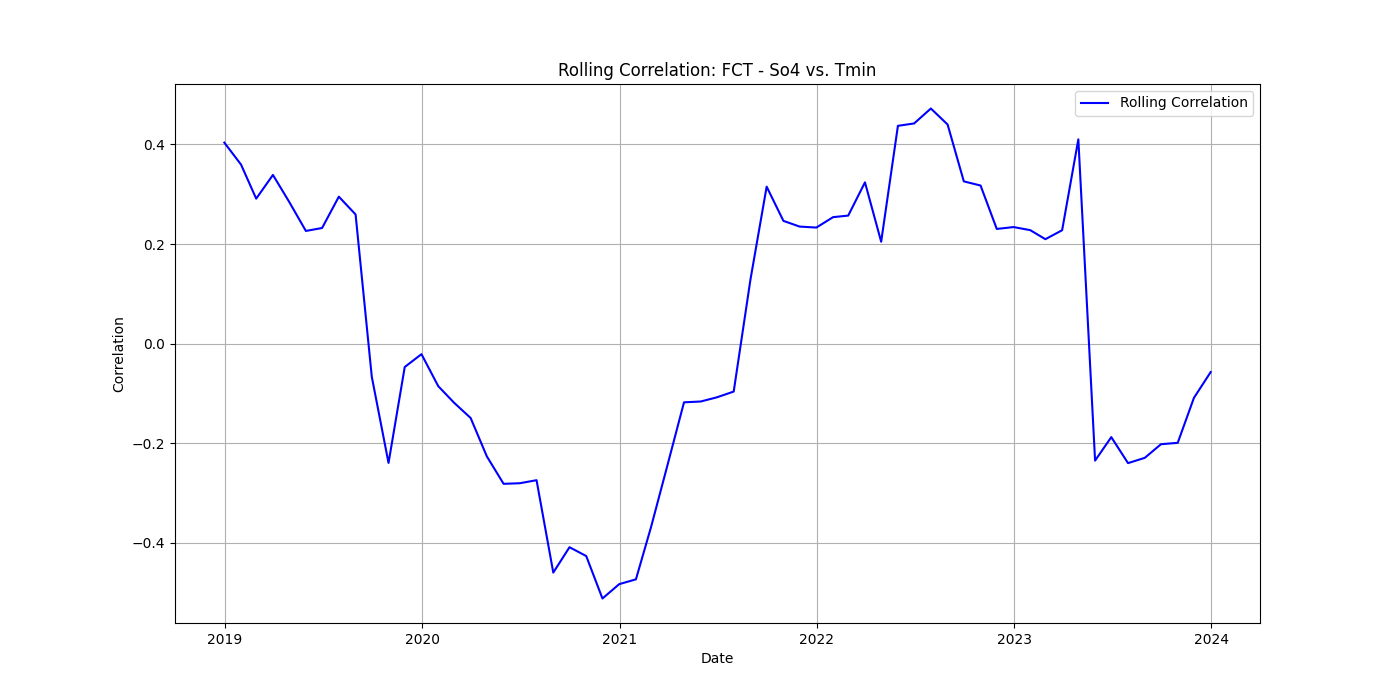 Rolling Correlation: FCT - So4 vs. Tmin
Rolling Correlation
0.4
0.2
0.0
−0.2
−0.4
Correlation
2019 2020 2021 2022 2023 2024
Date